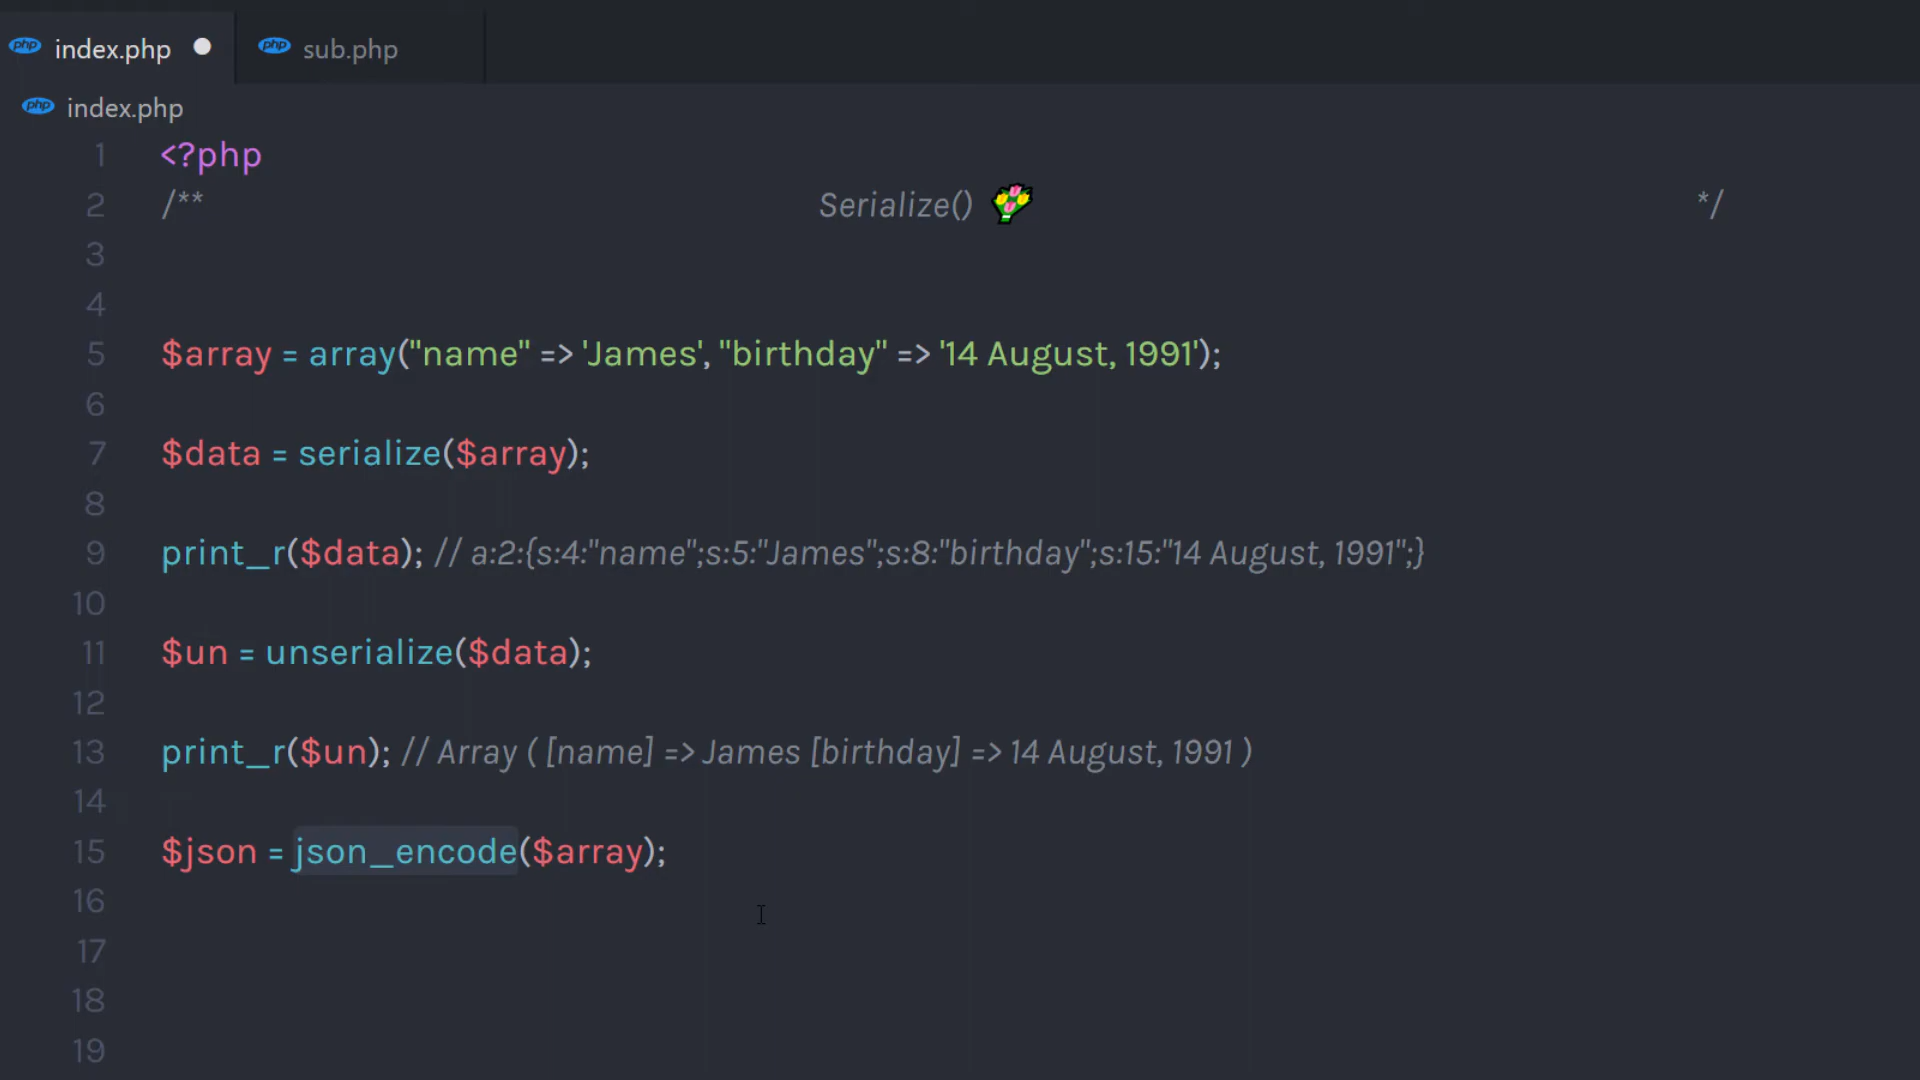 php index.php php sub.php
php index.php
1 <?php
2 /** Serialize() */
3
4
5 $array = array("name" => 'James', "birthday" => '14 August, 1991');
6
7 $data = serialize($array);
8
9 print_r($data); // a:2:{s:4:"name";s:5:"James";s:8:"birthday";s:15:"14 August, 1991";}
10
11 $un = unserialize($data);
12
13 print_r($un); // Array ( [name] => James [birthday] => 14 August, 1991 )
14
15 $json = json_encode($array);
16
17
18
19